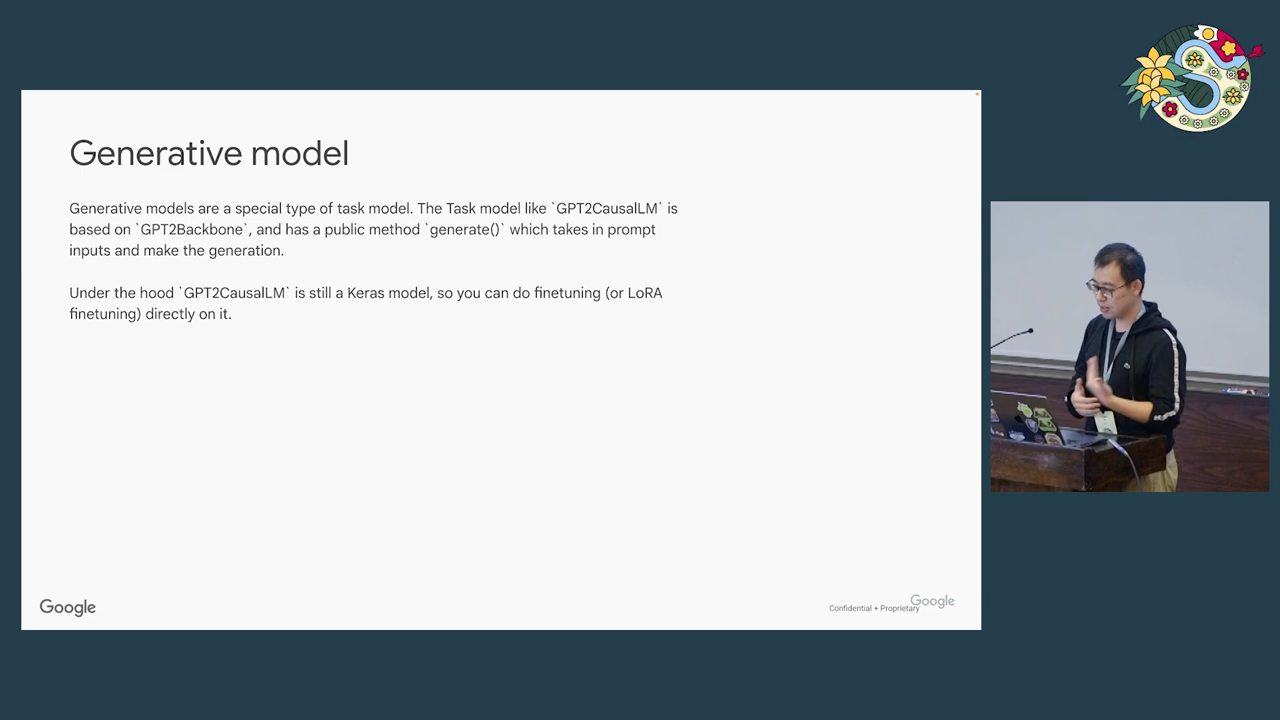 Generative model
Generative models are a special type of task model. The Task model like `GPT2CausalLM` is
based on `GPT2Backbone`, and has a public method `generate()` which takes in prompt
inputs and make the generation.
Under the hood `GPT2CausalLM` is still a Keras model, so you can do finetuning (or LoRA
finetuning) directly on it.
Google
Confidential + Proprietary
Google